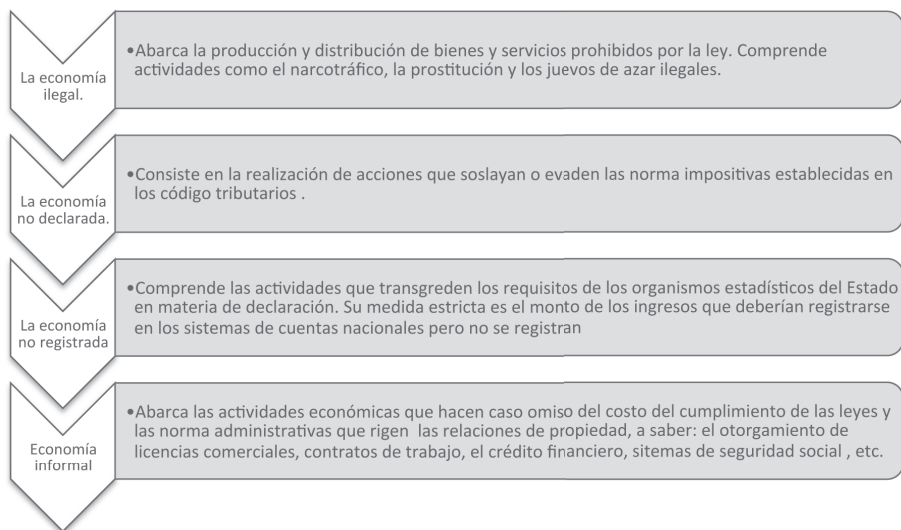 La economía
ilegal.
•Abarca la producción y distribución de bienes y servicios prohibidos por la ley. Comprende
actividades como el narcotráfico, la prostitución y los juevos de azar ilegales.
La economía
no declarada.
•Consiste en la realización de acciones que soslayan o evaden las norma impositivas establecidas en
los código tributarios .
La economía
no registrada
•Comprende las actividades que transgreden los requisitos de los organismos estadísticos del Estado
en materia de declaración. Su medida estricta es el monto de los ingresos que deberían registrarse
en los sistemas de cuentas nacionales pero no se registran
Economía
informal
•Abarca las actividades económicas que hacen caso omiso del costo del cumplimiento de las leyes y
las norma administrativas que rigen  las relaciones de propiedad, a saber: el otorgamiento de
licencias comerciales, contratos de trabajo, el crédito financiero, sitemas de seguridad social , etc.